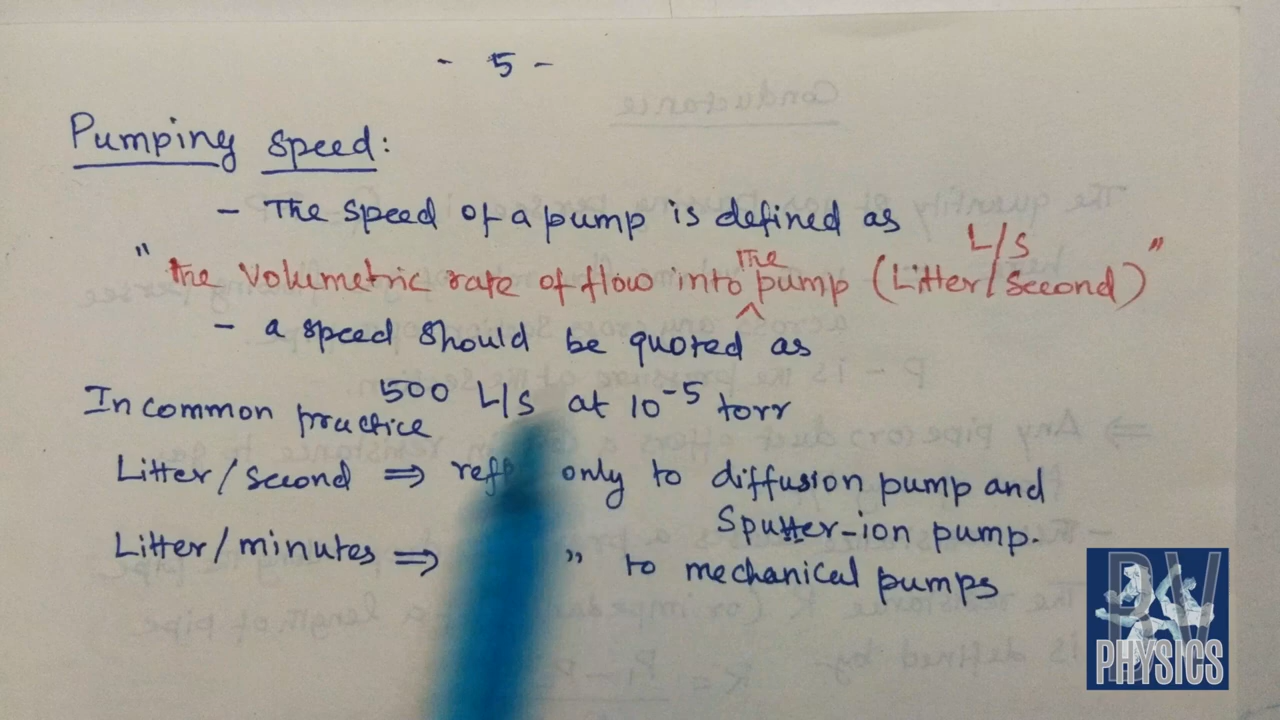 - 5 -
Pumping speed:
- The speed of a pump is defined as
L/s
" the volumetric rate of flow into the pump (Litter/second) "
- a speed should be quoted as
500 L/s at 10⁻⁵ torr
In common practice
Litter/second ⇒ only to diffusion pump and
Sputter-ion pump.
Litter/minutes ⇒ " to mechanical pumps
RV
PHYSICS